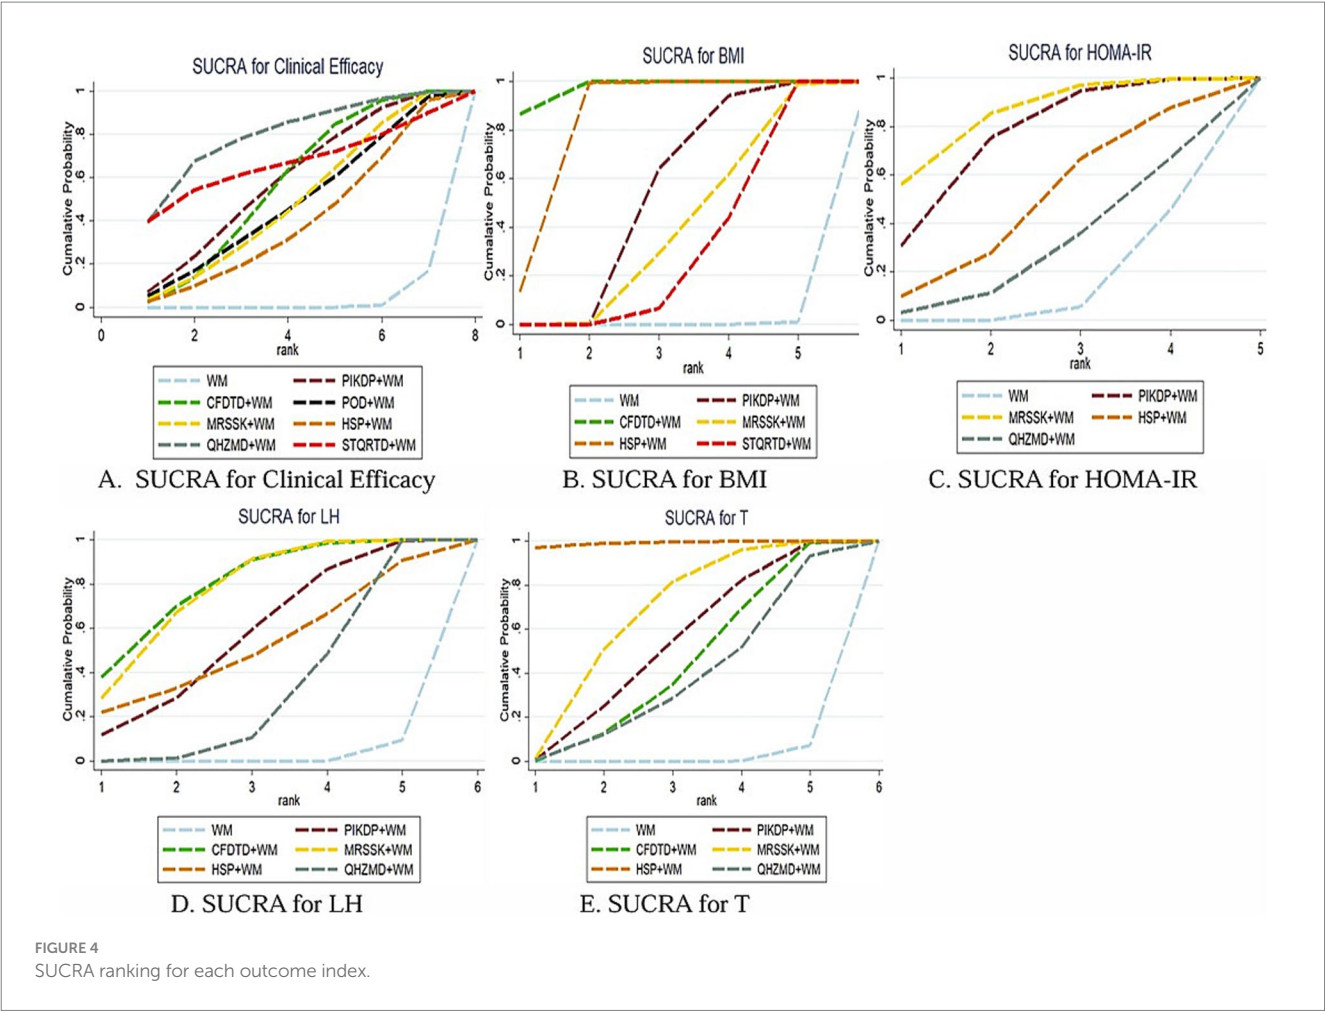 SUCRA for Clinical Efficacy
Cumalative Probability
1
.8
.6
.4
.2
0
0 2 4 6 8
rank
WM PIKDP+WM
CFDTD+WM POD+WM
MRSSK+WM HSP+WM
QHZMD+WM STQRTD+WM
A. SUCRA for Clinical Efficacy
SUCRA for BMI
Cumalative Probability
1
.8
.6
.4
.2
0
1 2 3 4 5
rank
WM PIKDP+WM
CFDTD+WM MRSSK+WM
HSP+WM STQRTD+WM
B. SUCRA for BMI
SUCRA for HOMA-IR
Cumalative Probability
1
.8
.6
.4
.2
0
1 2 3 4 5
rank
WM PIKDP+WM
MRSSK+WM HSP+WM
QHZMD+WM
C. SUCRA for HOMA-IR
SUCRA for LH
Cumalative Probability
1
.8
.6
.4
.2
0
1 2 3 4 5 6
rank
WM PIKDP+WM
CFDTD+WM MRSSK+WM
HSP+WM QHZMD+WM
D. SUCRA for LH
SUCRA for T
Cumalative Probability
1
.8
.6
.4
.2
0
1 2 3 4 5 6
rank
WM PIKDP+WM
CFDTD+WM MRSSK+WM
HSP+WM QHZMD+WM
E. SUCRA for T
FIGURE 4
SUCRA ranking for each outcome index.